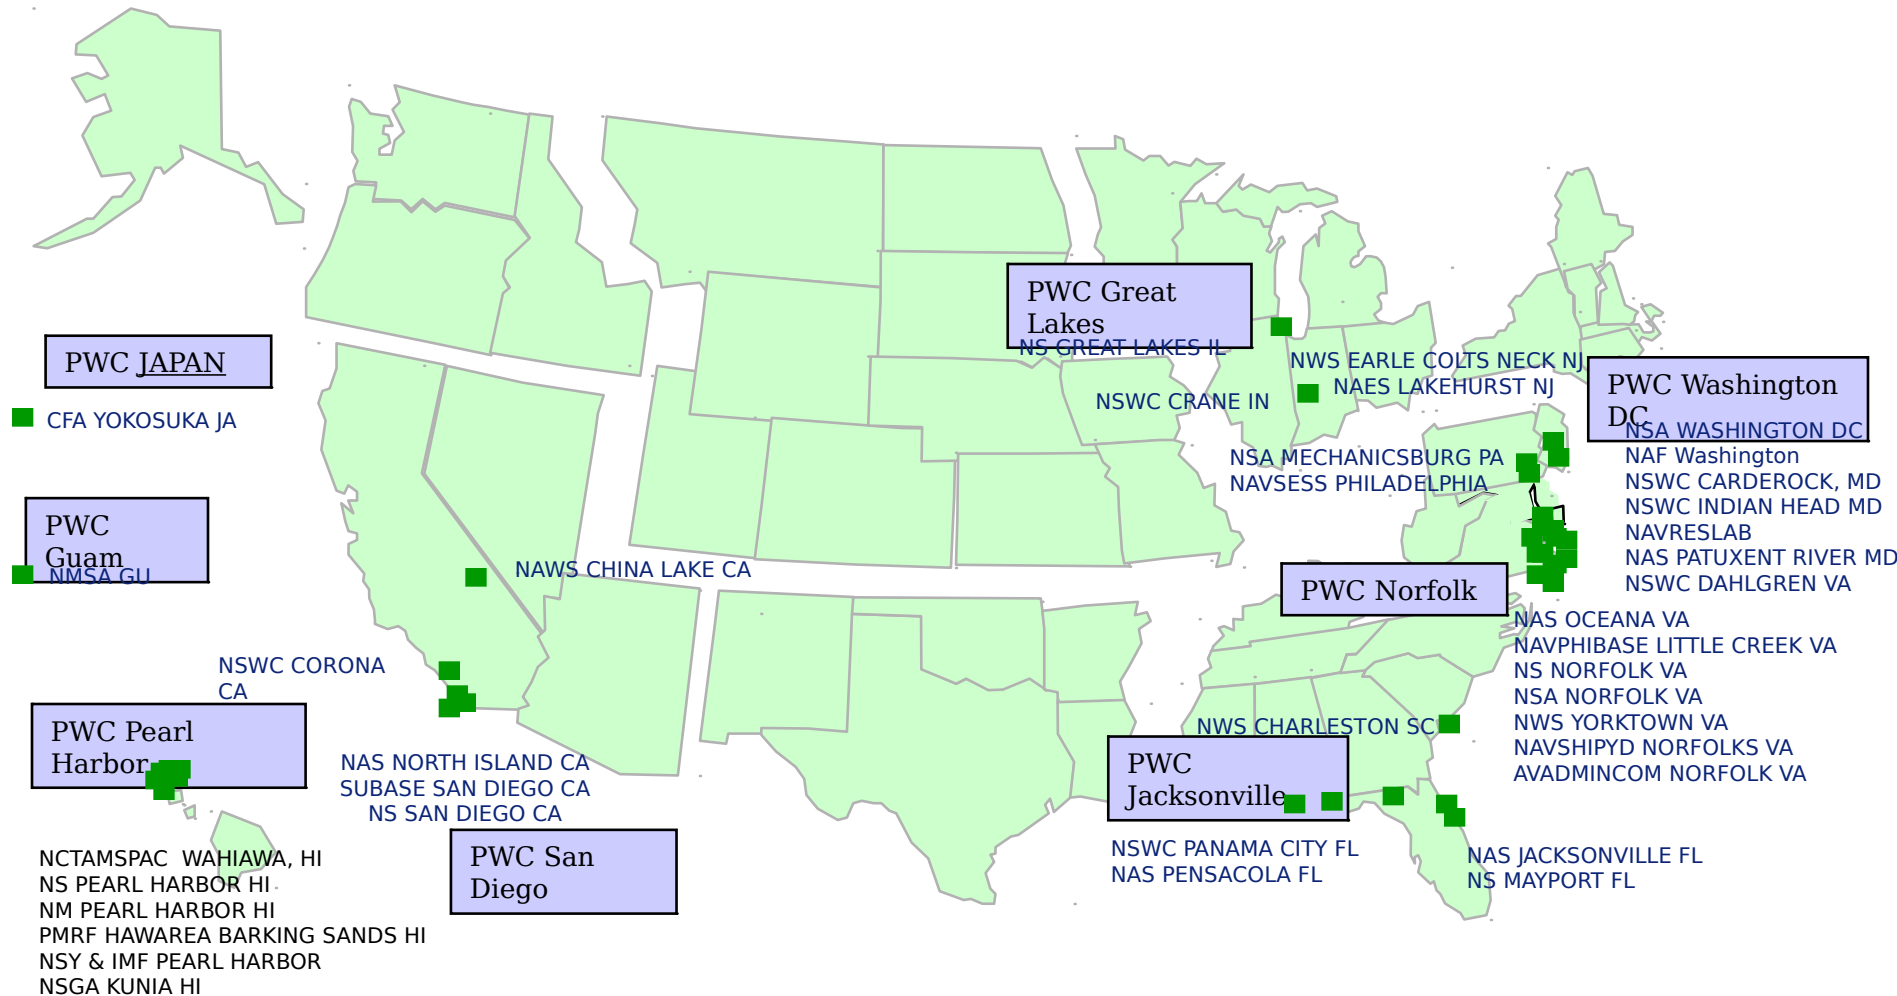 PWC Great
Lakes
NS GREAT LAKES IL
PWC JAPAN
CFA YOKOSUKA JA
NWS EARLE COLTS NECK NJ
NAES LAKEHURST NJ
NSWC CRANE IN
PWC Washington
DC
NSA WASHINGTON DC
NAF Washington
NSWC CARDEROCK, MD
NSWC INDIAN HEAD MD
NAVRESLAB
NAS PATUXENT RIVER MD
NSWC DAHLGREN VA
NSA MECHANICSBURG PA
NAVSESS PHILADELPHIA
PWC
Guam
NMSA GU
NAWS CHINA LAKE CA
PWC Norfolk
NAS OCEANA VA
NAVPHIBASE LITTLE CREEK VA
NS NORFOLK VA
NSA NORFOLK VA
NWS YORKTOWN VA
NAVSHIPYD NORFOLKS VA
AVADMINCOM NORFOLK VA
NSWC CORONA
CA
PWC Pearl
Harbor
NWS CHARLESTON SC
PWC
Jacksonville
NAS NORTH ISLAND CA
SUBASE SAN DIEGO CA
NS SAN DIEGO CA
PWC San
Diego
NSWC PANAMA CITY FL
NAS PENSACOLA FL
NAS JACKSONVILLE FL
NS MAYPORT FL
NCTAMSPAC  WAHIAWA, HI
NS PEARL HARBOR HI
NM PEARL HARBOR HI
PMRF HAWAREA BARKING SANDS HI
NSY & IMF PEARL HARBOR
NSGA KUNIA HI